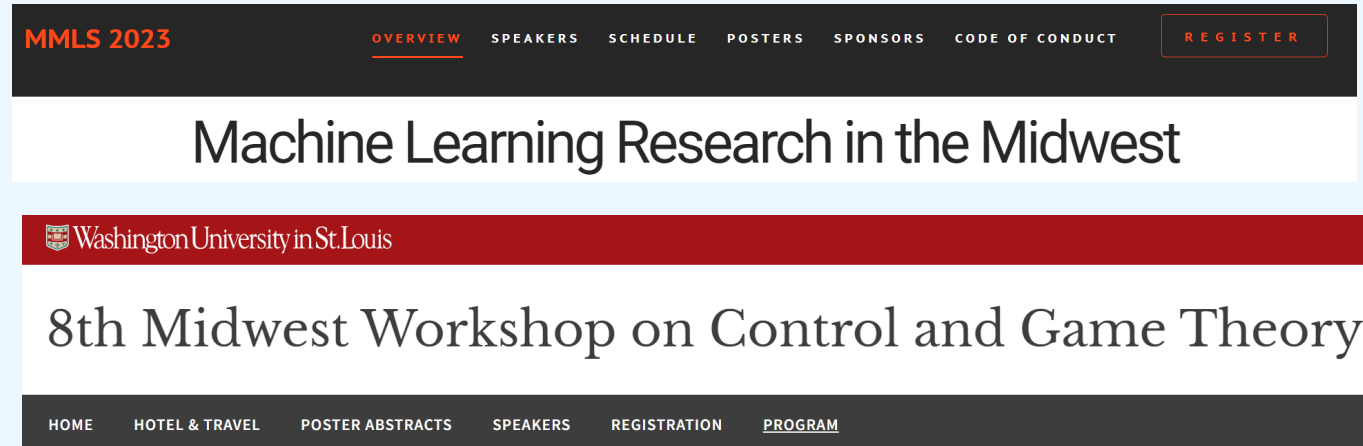 MMLS 2023 OVERVIEW SPEAKERS SCHEDULE POSTERS SPONSORS CODE OF CONDUCT REGISTER
Machine Learning Research in the Midwest
Washington University in St. Louis
8th Midwest Workshop on Control and Game Theory
HOME HOTEL & TRAVEL POSTER ABSTRACTS SPEAKERS REGISTRATION PROGRAM